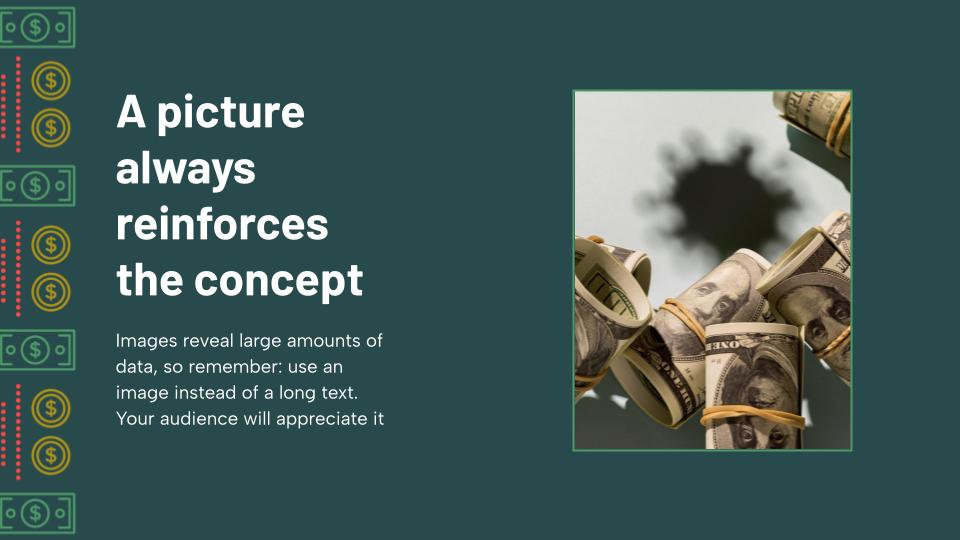 A picture
always
reinforces
the concept
Images reveal large amounts of
data, so remember: use an
image instead of a long text.
Your audience will appreciate it